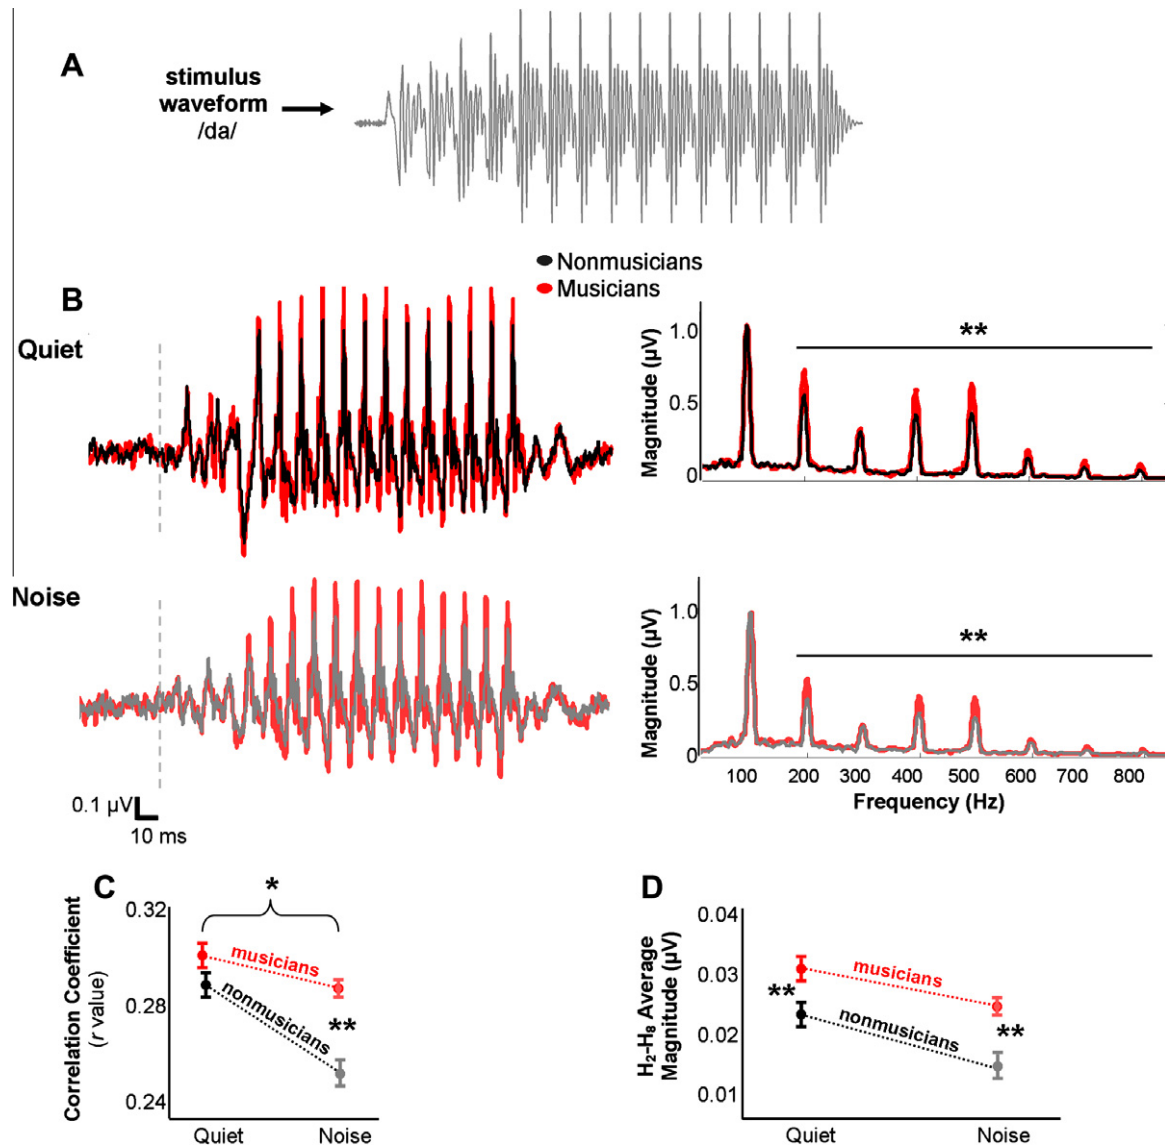 A
stimulus
waveform
/da/
Nonmusicians
Musicians
B
Quiet
Magnitude (µV)
1.0
0.5
0
**
Noise
Magnitude (µV)
1.0
0.5
0
**
100 200 300 400 500 600 700 800
Frequency (Hz)
0.1 µV
10 ms
C
Correlation Coefficient
(r value)
0.32
0.28
0.24
*
musicians
nonmusicians
**
Quiet Noise
D
H2-H8 Average
Magnitude (µV)
0.04
0.03
0.02
0.01
**
musicians
nonmusicians
**
Quiet Noise